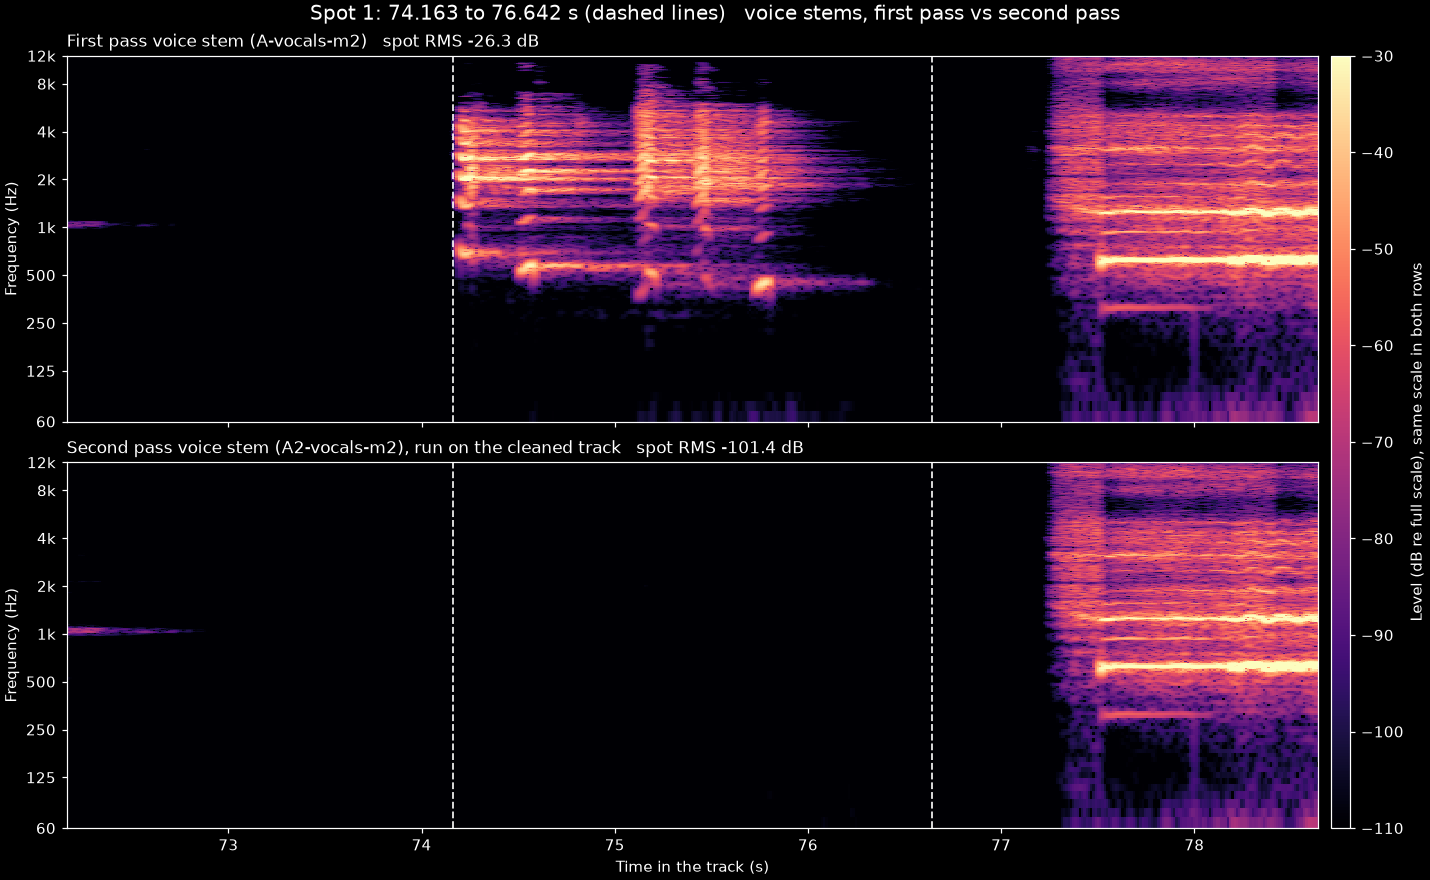 Spot 1: 74.163 to 76.642 s (dashed lines)   voice stems, first pass vs second pass
First pass voice stem (A-vocals-m2)   spot RMS -26.3 dB
12k
8k
4k
2k
1k
500
250
125
60
Frequency (Hz)
Second pass voice stem (A2-vocals-m2), run on the cleaned track   spot RMS -101.4 dB
12k
8k
4k
2k
1k
500
250
125
60
Frequency (Hz)
73
74
75
76
77
78
Time in the track (s)
−30
−40
−50
−60
−70
−80
−90
−100
−110
Level (dB re full scale), same scale in both rows